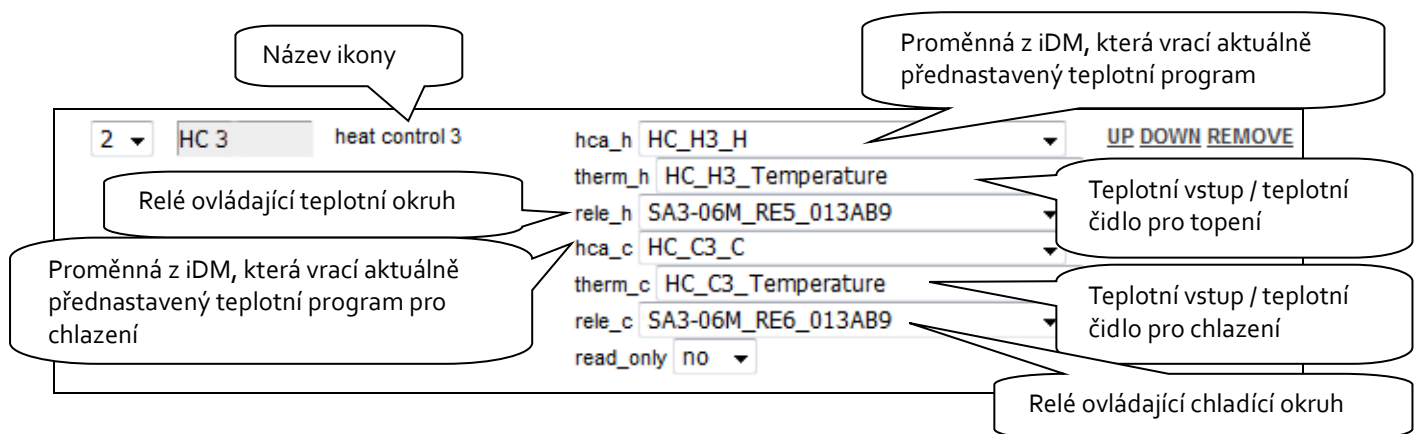 Název ikony
Proměnná z iDM, která vrací aktuálně
přednastavený teplotní program
2 HC 3 heat control 3 hca_h HC_H3_H UP DOWN REMOVE
therm_h HC_H3_Temperature
Teplotní vstup / teplotní
čidlo pro topení
Relé ovládající teplotní okruh
rele_h SA3-06M_RE5_013AB9
hca_c HC_C3_C
Proměnná z iDM, která vrací aktuálně
přednastavený teplotní program pro
chlazení
therm_c HC_C3_Temperature
Teplotní vstup / teplotní
čidlo pro chlazení
rele_c SA3-06M_RE6_013AB9
read_only no
Relé ovládající chladící okruh